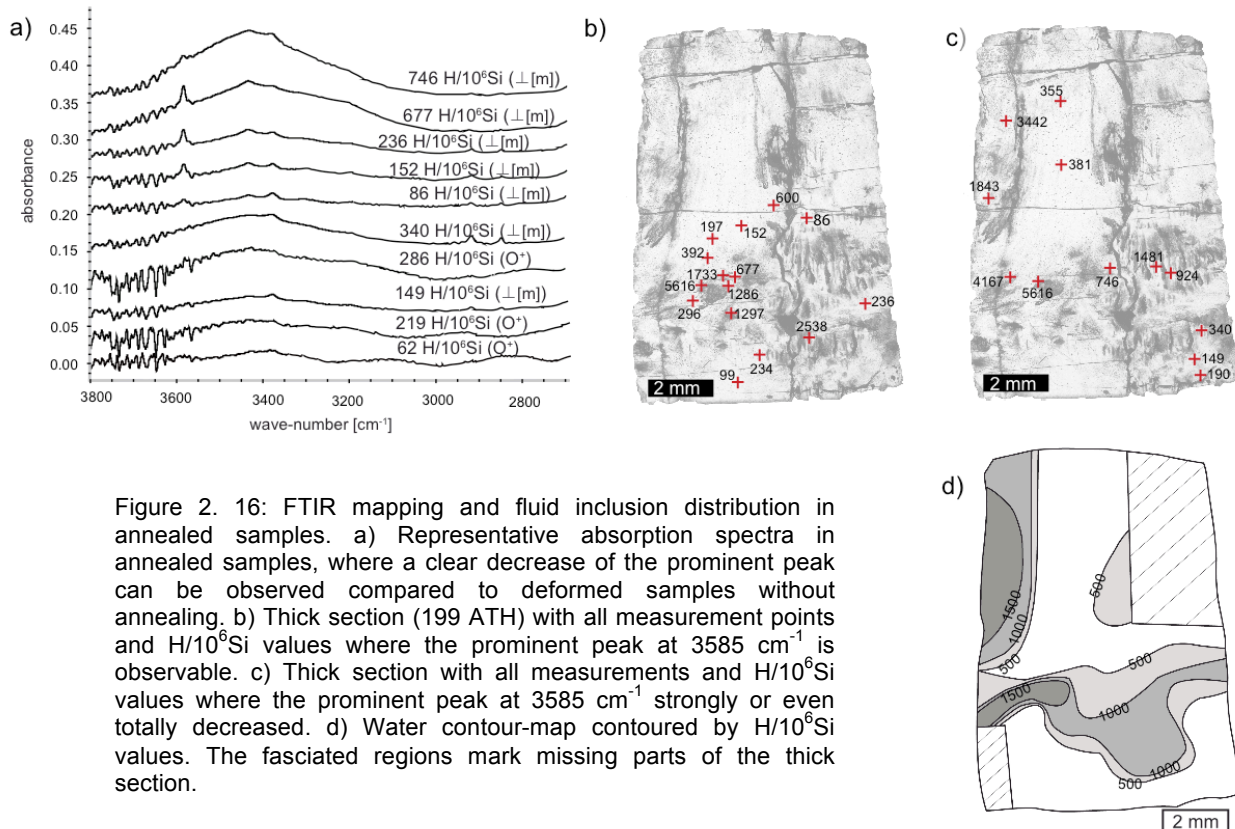 a)
absorbance
0.45
0.40
0.35
0.30
0.25
0.20
0.15
0.10
0.05
0.00
746 H/10⁶Si (⊥[m])
677 H/10⁶Si (⊥[m])
236 H/10⁶Si (⊥[m])
152 H/10⁶Si (⊥[m])
86 H/10⁶Si (⊥[m])
340 H/10⁶Si (⊥[m])
286 H/10⁶Si (O⁺)
149 H/10⁶Si (⊥[m])
219 H/10⁶Si (O⁺)
62 H/10⁶Si (O⁺)
3800 3600 3400 3200 3000 2800
wave-number [cm⁻¹]
b)
600
86
197
152
392
1733
677
5616
1286
296
1297
236
2538
234
99
2 mm
c)
355
3442
381
1843
1481
746
924
4167
5616
340
149
190
2 mm
Figure 2. 16: FTIR mapping and fluid inclusion distribution in
annealed samples. a) Representative absorption spectra in
annealed samples, where a clear decrease of the prominent peak
can be observed compared to deformed samples without
annealing. b) Thick section (199 ATH) with all measurement points
and H/10⁶Si values where the prominent peak at 3585 cm⁻¹ is
observable. c) Thick section with all measurements and H/10⁶Si
values where the prominent peak at 3585 cm⁻¹ strongly or even
totally decreased. d) Water contour-map contoured by H/10⁶Si
values. The fasciated regions mark missing parts of the thick
section.
d)
500
1500
1000
500
500
1500
1000
1000
500
2 mm